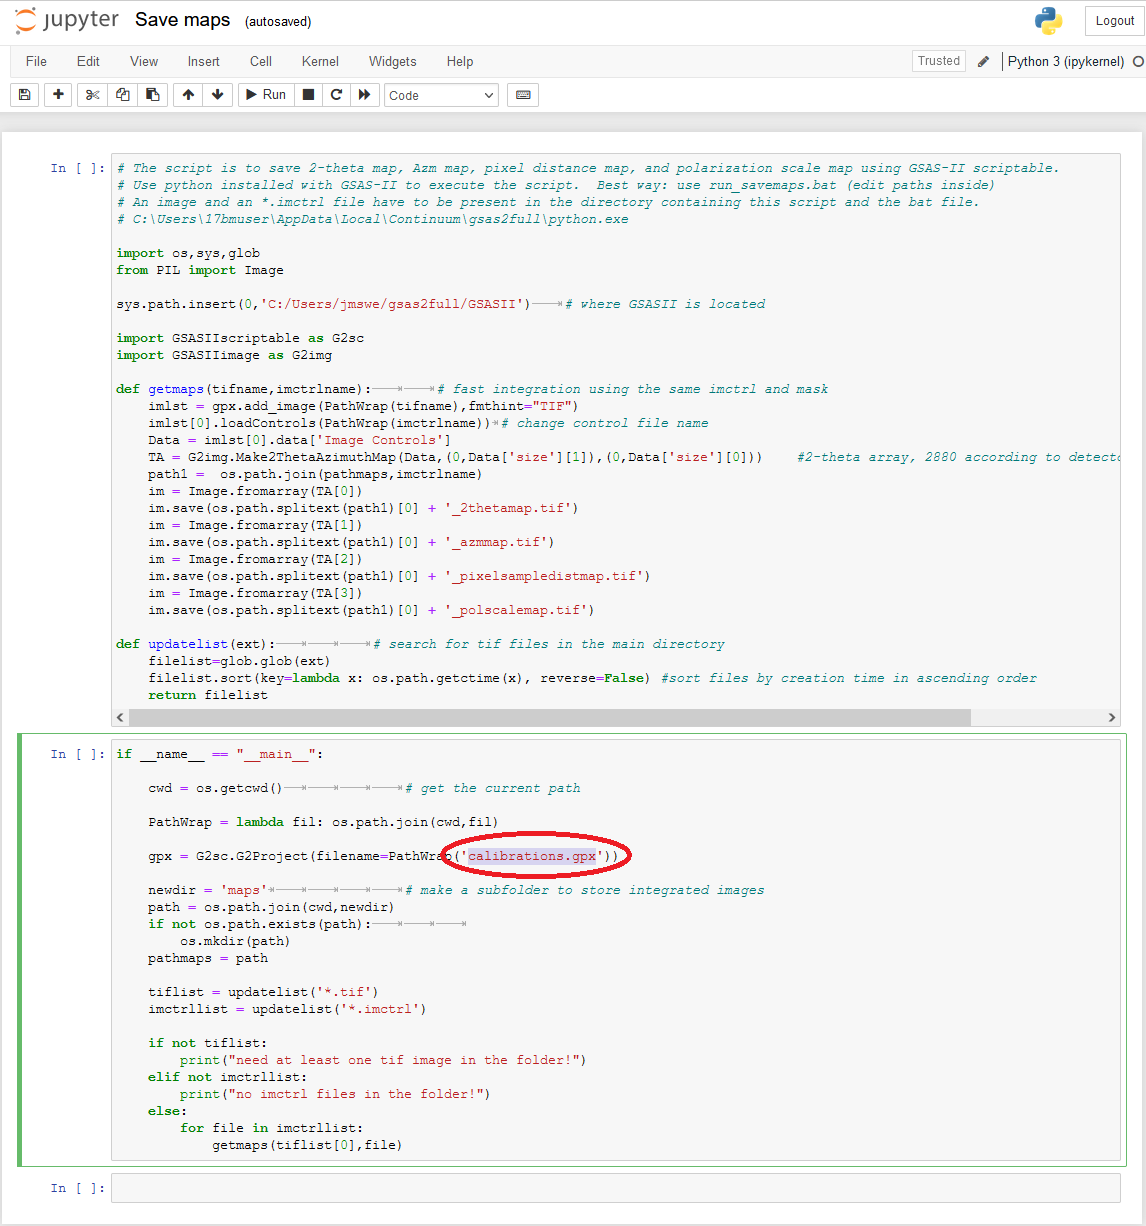 jupyter Save maps (autosaved)
Logout
File Edit View Insert Cell Kernel Widgets Help
Trusted
Python 3 (ipykernel)
Run
Code
In [ ]:
# The script is to save 2-theta map, Azm map, pixel distance map, and polarization scale map using GSAS-II scriptable.
# Use python installed with GSAS-II to execute the script.  Best way: use run_savemaps.bat (edit paths inside)
# An image and an *.imctrl file have to be present in the directory containing this script and the bat file.
# C:\Users\17bmuser\AppData\Local\Continuum\gsas2full\python.exe
import os,sys,glob
from PIL import Image
sys.path.insert(0,'C:/Users/jmswe/gsas2full/GSASII') # where GSASII is located
import GSASIIscriptable as G2sc
import GSASIIimage as G2img
def getmaps(tifname,imctrlname): # fast integration using the same imctrl and mask
    imlst = gpx.add_image(PathWrap(tifname),fmthint="TIF")
    imlst[0].loadControls(PathWrap(imctrlname)) # change control file name
    Data = imlst[0].data['Image Controls']
    TA = G2img.Make2ThetaAzimuthMap(Data,(0,Data['size'][1]),(0,Data['size'][0]))    #2-theta array, 2880 according to detecto
    path1 =  os.path.join(pathmaps,imctrlname)
    im = Image.fromarray(TA[0])
    im.save(os.path.splitext(path1)[0] + '_2thetamap.tif')
    im = Image.fromarray(TA[1])
    im.save(os.path.splitext(path1)[0] + '_azmmap.tif')
    im = Image.fromarray(TA[2])
    im.save(os.path.splitext(path1)[0] + '_pixelsampledistmap.tif')
    im = Image.fromarray(TA[3])
    im.save(os.path.splitext(path1)[0] + '_polscalemap.tif')
def updatelist(ext): # search for tif files in the main directory
    filelist=glob.glob(ext)
    filelist.sort(key=lambda x: os.path.getctime(x), reverse=False) #sort files by creation time in ascending order
    return filelist
In [ ]:
if __name__ == "__main__":
    cwd = os.getcwd() # get the current path
    PathWrap = lambda fil: os.path.join(cwd,fil)
    gpx = G2sc.G2Project(filename=PathWrap('calibrations.gpx'))
    newdir = 'maps' # make a subfolder to store integrated images
    path = os.path.join(cwd,newdir)
    if not os.path.exists(path):
        os.mkdir(path)
    pathmaps = path
    tiflist = updatelist('*.tif')
    imctrllist = updatelist('*.imctrl')
    if not tiflist:
        print("need at least one tif image in the folder!")
    elif not imctrllist:
        print("no imctrl files in the folder!")
    else:
        for file in imctrllist:
            getmaps(tiflist[0],file)
In [ ]: